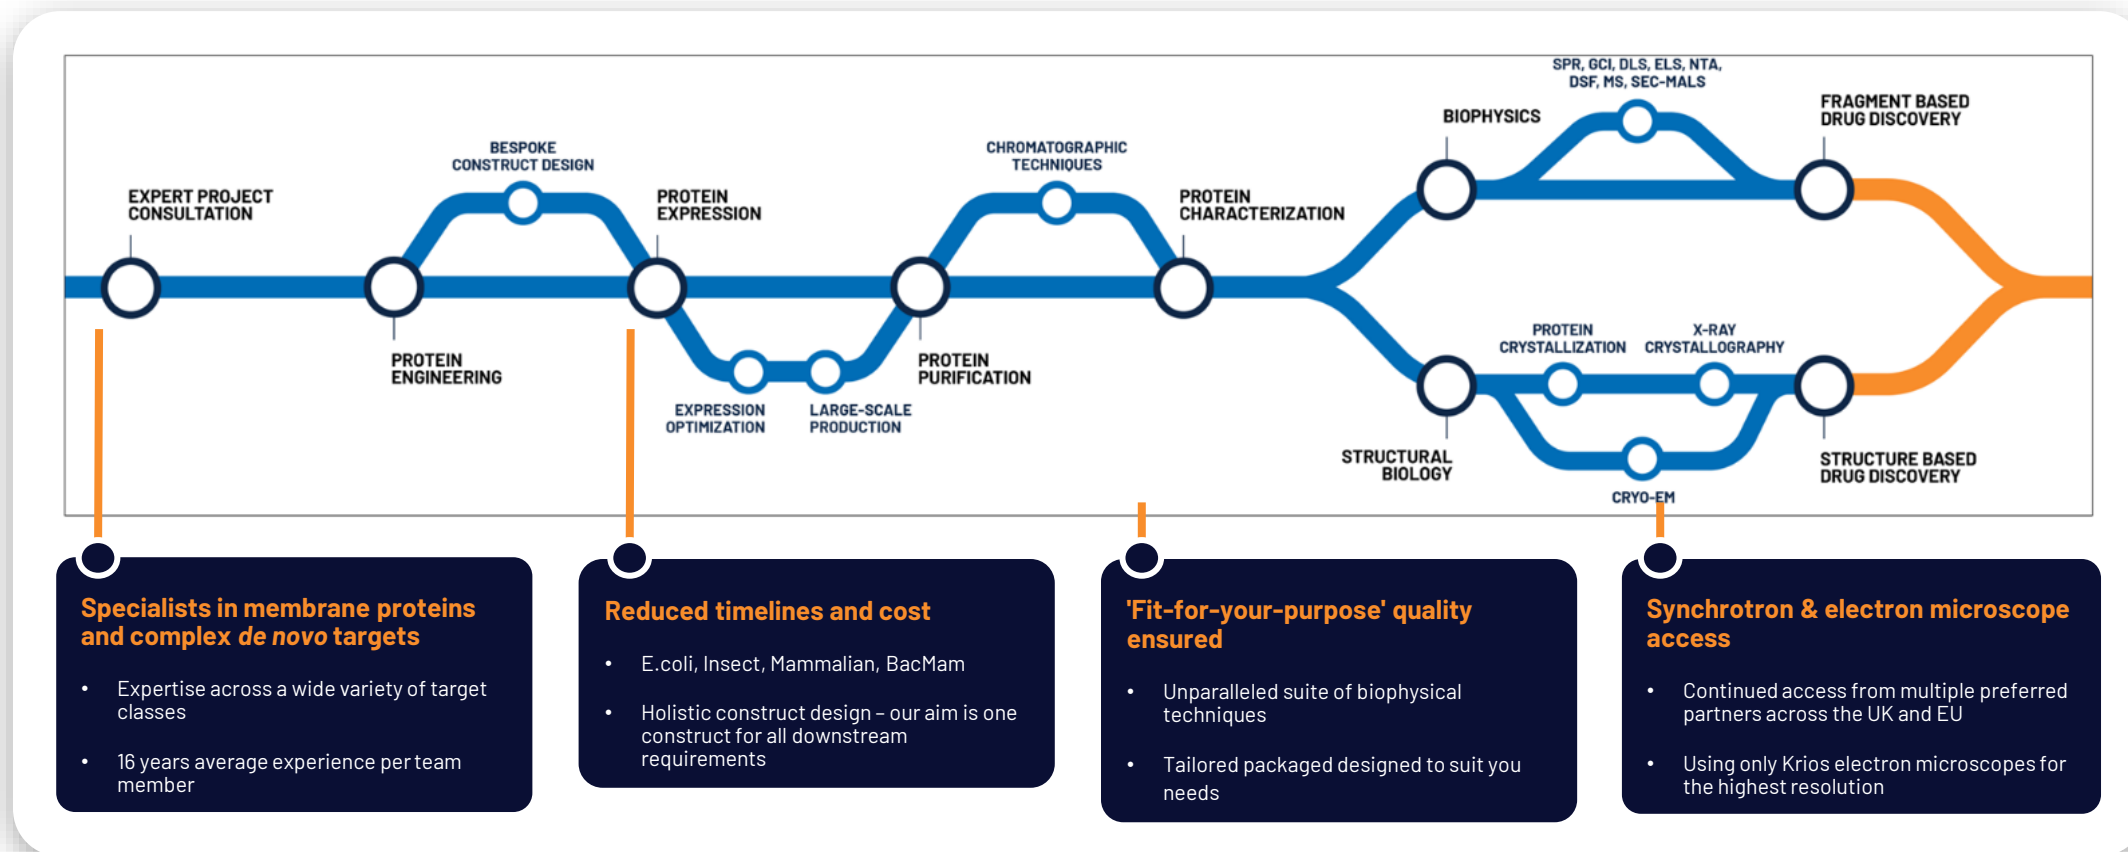 SPR, GCI, DLS, ELS, NTA,
DSF, MS, SEC-MALS
BIOPHYSICS
FRAGMENT BASED
DRUG DISCOVERY
BESPOKE
CONSTRUCT DESIGN
CHROMATOGRAPHIC
TECHNIQUES
EXPERT PROJECT
CONSULTATION
PROTEIN
EXPRESSION
PROTEIN
CHARACTERIZATION
PROTEIN
ENGINEERING
PROTEIN
PURIFICATION
EXPRESSION
OPTIMIZATION
LARGE-SCALE
PRODUCTION
PROTEIN
CRYSTALLIZATION
X-RAY
CRYSTALLOGRAPHY
STRUCTURAL
BIOLOGY
CRYO-EM
STRUCTURE BASED
DRUG DISCOVERY
Specialists in membrane proteins
and complex de novo targets
• Expertise across a wide variety of target
classes
• 16 years average experience per team
member
Reduced timelines and cost
• E.coli, Insect, Mammalian, BacMam
• Holistic construct design – our aim is one
construct for all downstream
requirements
'Fit-for-your-purpose' quality
ensured
• Unparalleled suite of biophysical
techniques
• Tailored packaged designed to suit you
needs
Synchrotron & electron microscope
access
• Continued access from multiple preferred
partners across the UK and EU
• Using only Krios electron microscopes for
the highest resolution